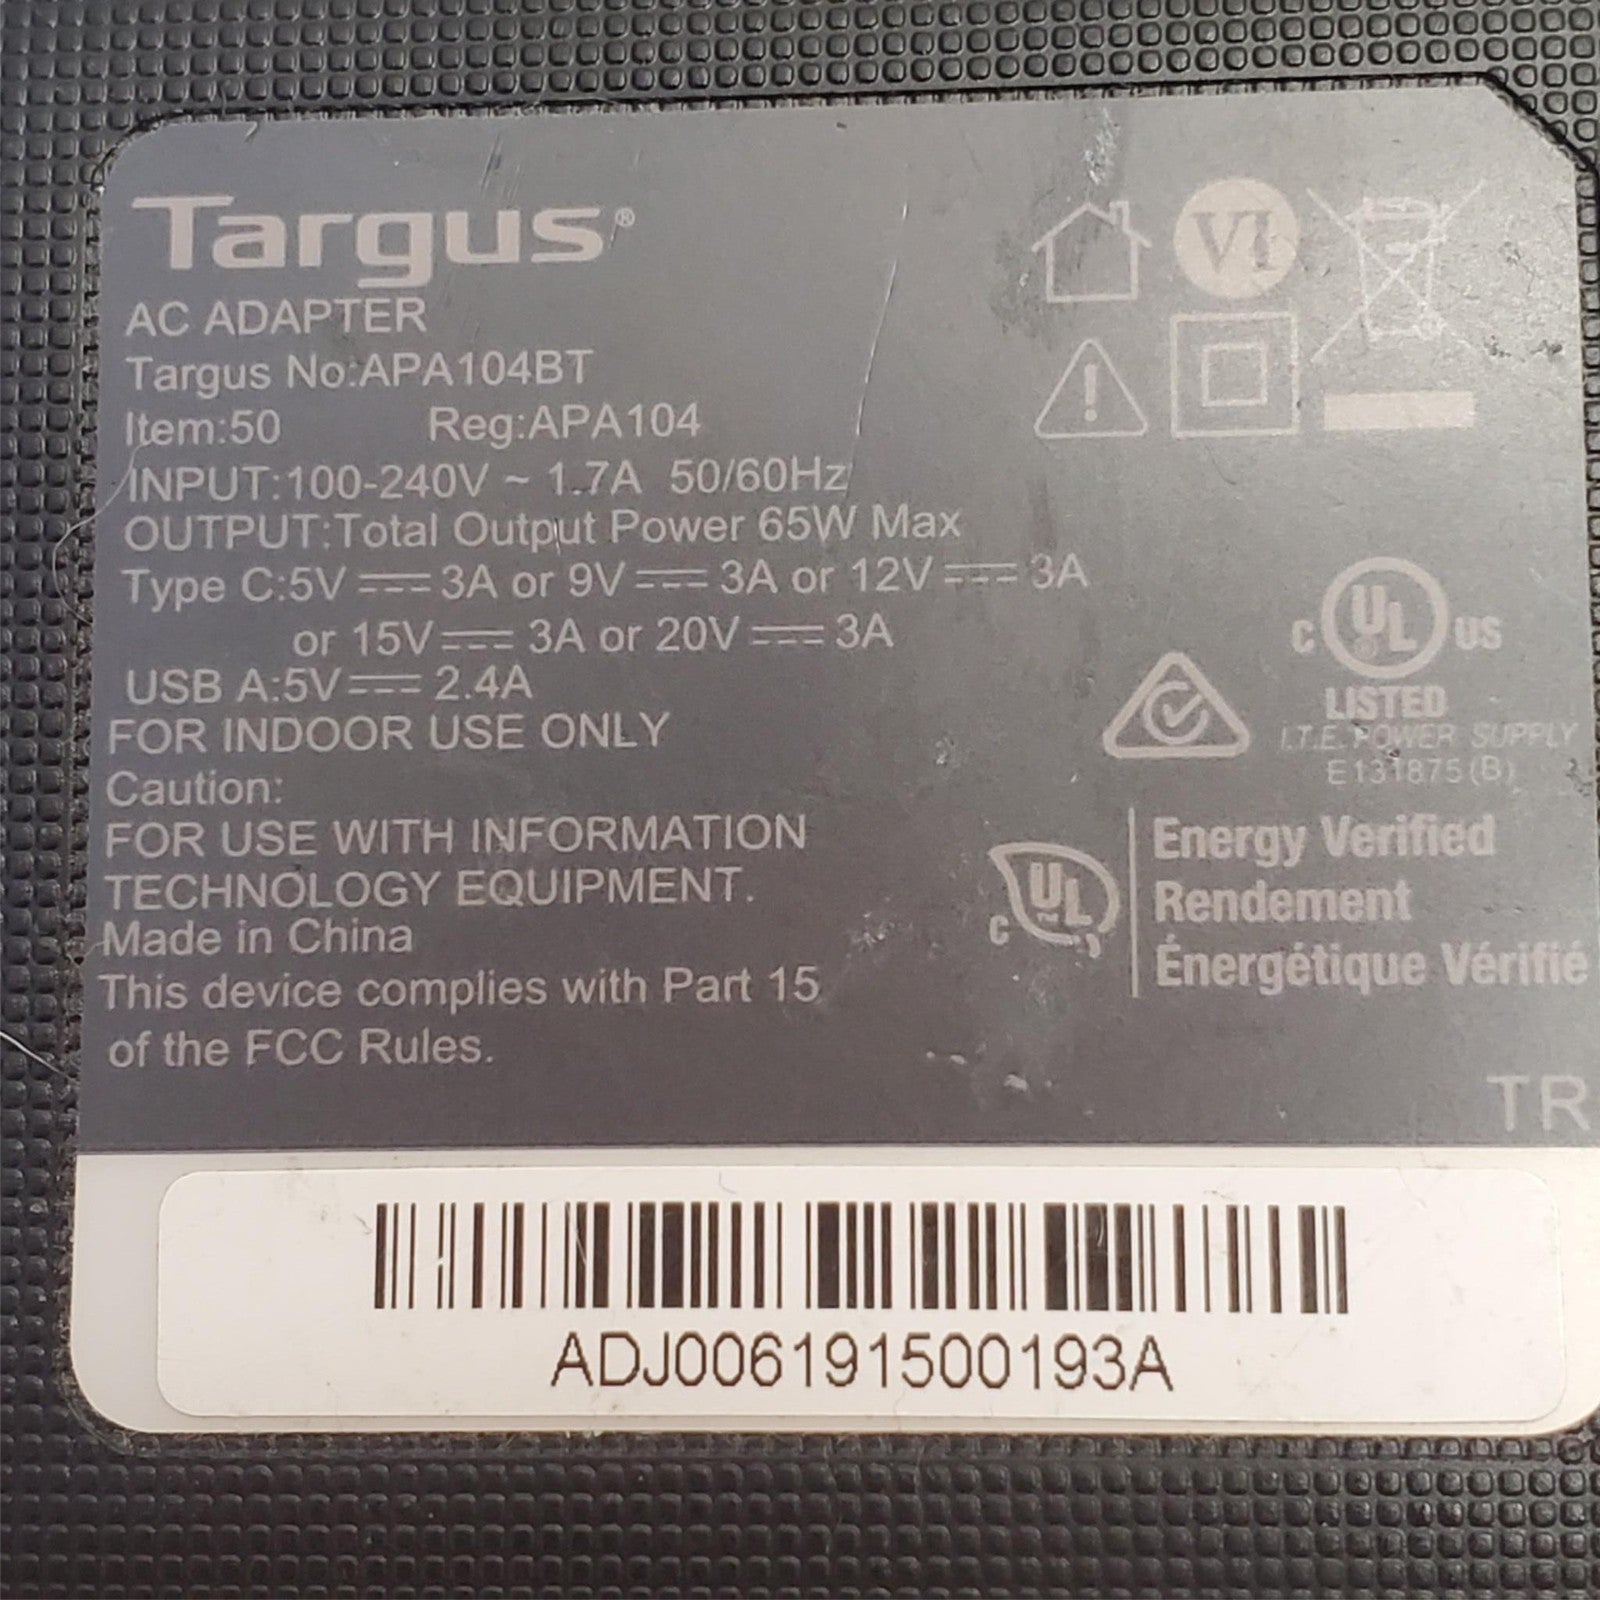 Targus®
AC ADAPTER
Targus No:APA104BT
Item:50 Reg:APA104
INPUT:100-240V ~ 1.7A 50/60Hz
OUTPUT:Total Output Power 65W Max
Type C:5V ⎓ 3A or 9V ⎓ 3A or 12V ⎓ 3A
or 15V ⎓ 3A or 20V ⎓ 3A
USB A:5V ⎓ 2.4A
FOR INDOOR USE ONLY
Caution:
FOR USE WITH INFORMATION
TECHNOLOGY EQUIPMENT.
Made in China
This device complies with Part 15
of the FCC Rules.
VI
C UL US
LISTED
I.T.E. POWER SUPPLY
E131875(B)
C UL™
Energy Verified
Rendement
Énergétique Vérifié
TR
ADJ006191500193A